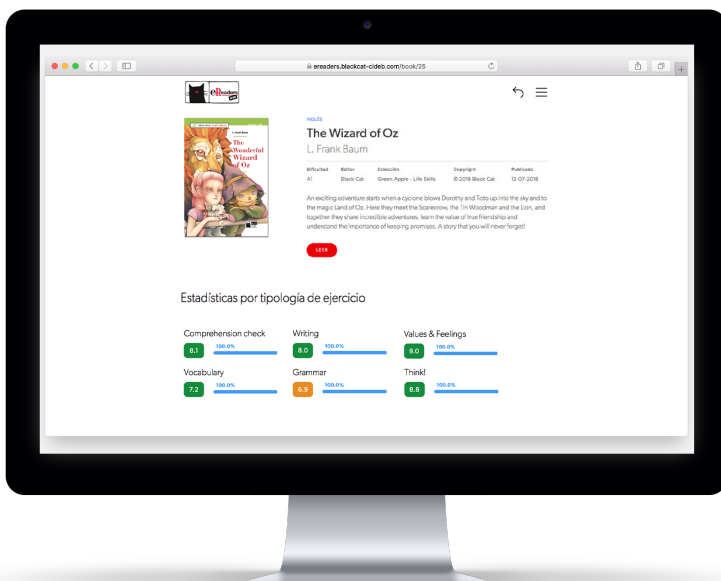 ereaders.blackcat-cideb.com/book/25
eReaders
INGLÉS
The Wizard of Oz
L. Frank Baum
Dificultad Editor Colección Copyright Publicado
A1 Black Cat Green Apple - Life Skills © 2018 Black Cat 12-07-2018
An exciting adventure starts when a cyclone blows Dorothy and Toto up into the sky and to
the magic Land of Oz. Here they meet the Scarecrow, the Tin Woodman and the Lion, and
together they share incredible adventures, learn the value of true friendship and
understand the importance of keeping promises. A story that you will never forget!
LEER
L. Frank Baum
The
Wonderful
Wizard
of Oz
Estadísticas por tipología de ejercicio
Comprehension check Writing Values & Feelings
8.1 100.0% 8.0 100.0% 9.0 100.0%
Vocabulary Grammar Think!
7.2 100.0% 6.9 100.0% 8.8 100.0%